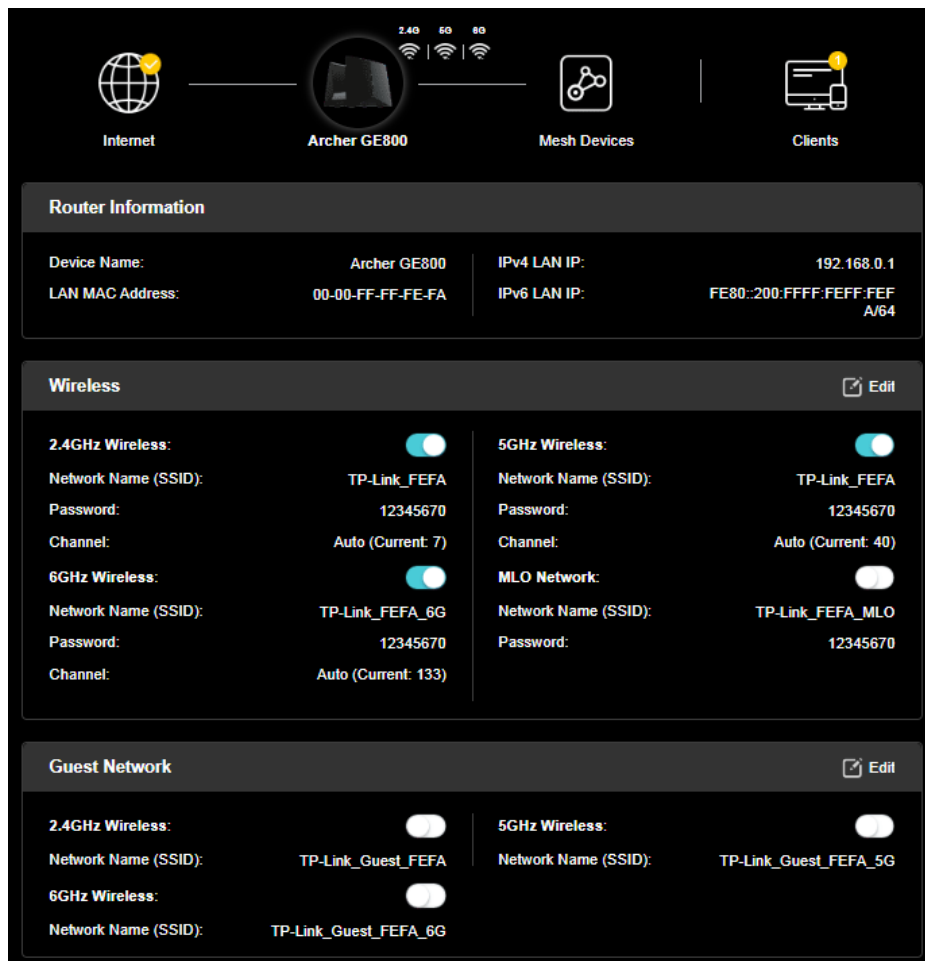 2.4G 5G 6G
1
Internet
Archer GE800
Mesh Devices
Clients
Router Information
Device Name: Archer GE800
LAN MAC Address: 00-00-FF-FF-FE-FA
IPv4 LAN IP: 192.168.0.1
IPv6 LAN IP: FE80::200:FFFF:FEFF:FEF
A/64
Wireless
Edit
2.4GHz Wireless:
Network Name (SSID): TP-Link_FEFA
Password: 12345670
Channel: Auto (Current: 7)
6GHz Wireless:
Network Name (SSID): TP-Link_FEFA_6G
Password: 12345670
Channel: Auto (Current: 133)
5GHz Wireless:
Network Name (SSID): TP-Link_FEFA
Password: 12345670
Channel: Auto (Current: 40)
MLO Network:
Network Name (SSID): TP-Link_FEFA_MLO
Password: 12345670
Guest Network
Edit
2.4GHz Wireless:
Network Name (SSID): TP-Link_Guest_FEFA
6GHz Wireless:
Network Name (SSID): TP-Link_Guest_FEFA_6G
5GHz Wireless:
Network Name (SSID): TP-Link_Guest_FEFA_5G